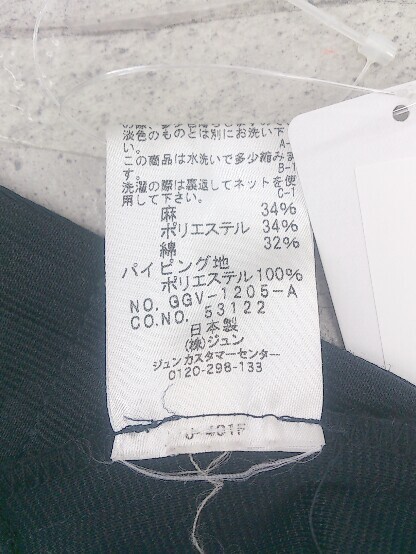 淡色のものとは別にお洗い下
い。
A-
この商品は水洗いで多少縮みま
す。
B-1
洗濯の際は裏返してネットを使
用して下さい。
C-1
麻 34%
ポリエステル 34%
綿 32%
パイピング地
ポリエステル 100%
NO. GGV-1205-A
CO.NO. 53122
日本製
(株)ジュン
ジュンカスタマーセンター
0120-298-133